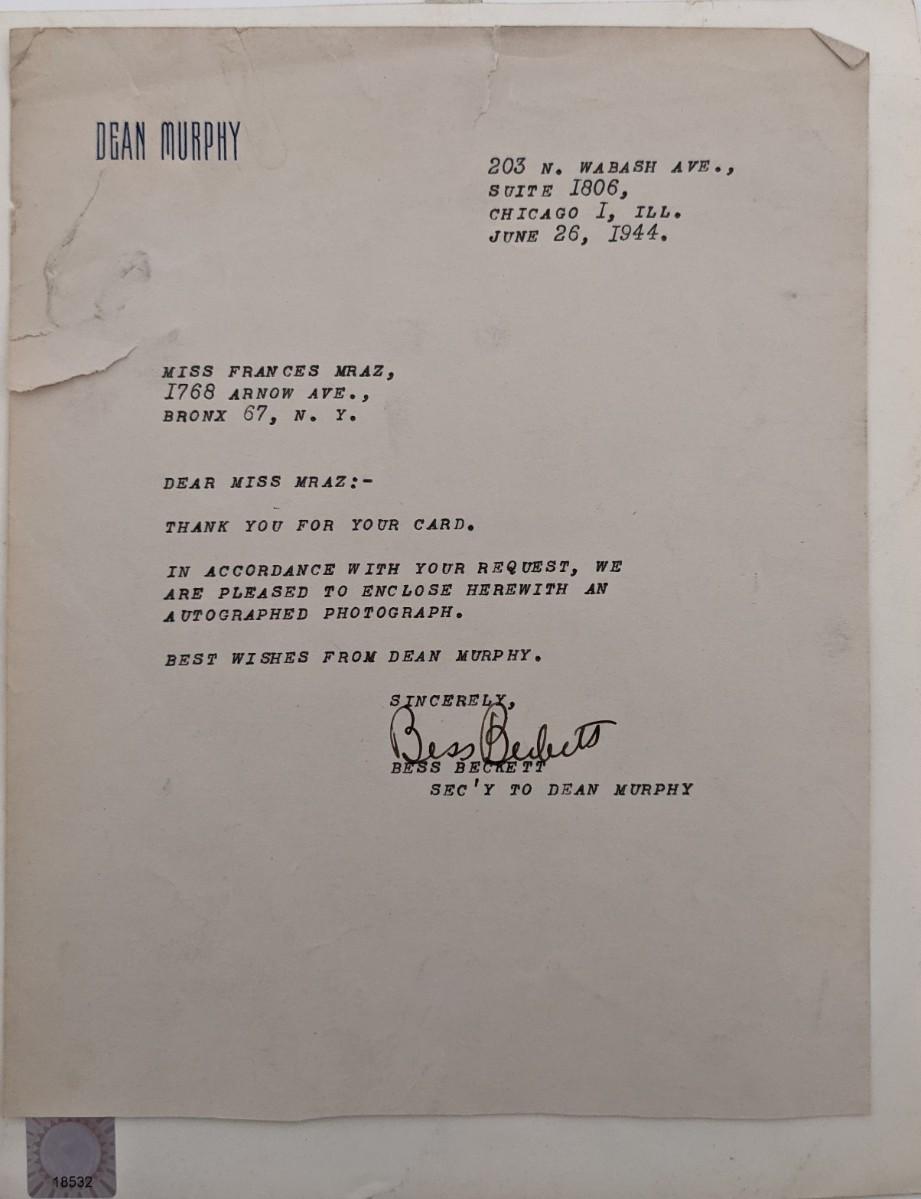 DEAN MURPHY
203 N. WABASH AVE.,
SUITE 1806,
CHICAGO 1, ILL.
JUNE 26, 1944.
MISS FRANCES MRAZ,
1768 ARNOW AVE.,
BRONX 67, N. Y.
DEAR MISS MRAZ:-
THANK YOU FOR YOUR CARD.
IN ACCORDANCE WITH YOUR REQUEST, WE
ARE PLEASED TO ENCLOSE HEREWITH AN
AUTOGRAPHED PHOTOGRAPH.
BEST WISHES FROM DEAN MURPHY.
SINCERELY,
Bess Beckett
BESS BECKETT
SEC'Y TO DEAN MURPHY
18532